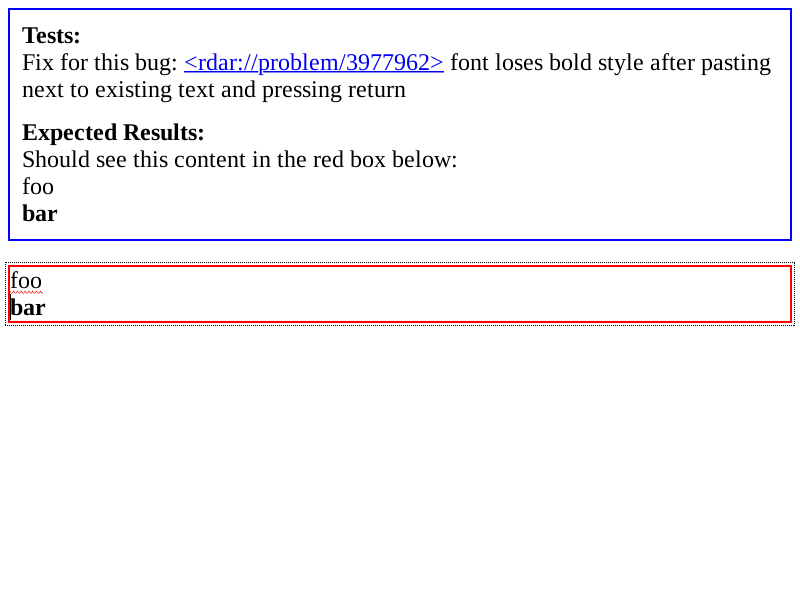 Tests:
Fix for this bug: <rdar://problem/3977962> font loses bold style after pasting
next to existing text and pressing return
Expected Results:
Should see this content in the red box below:
foo
bar
foo
bar